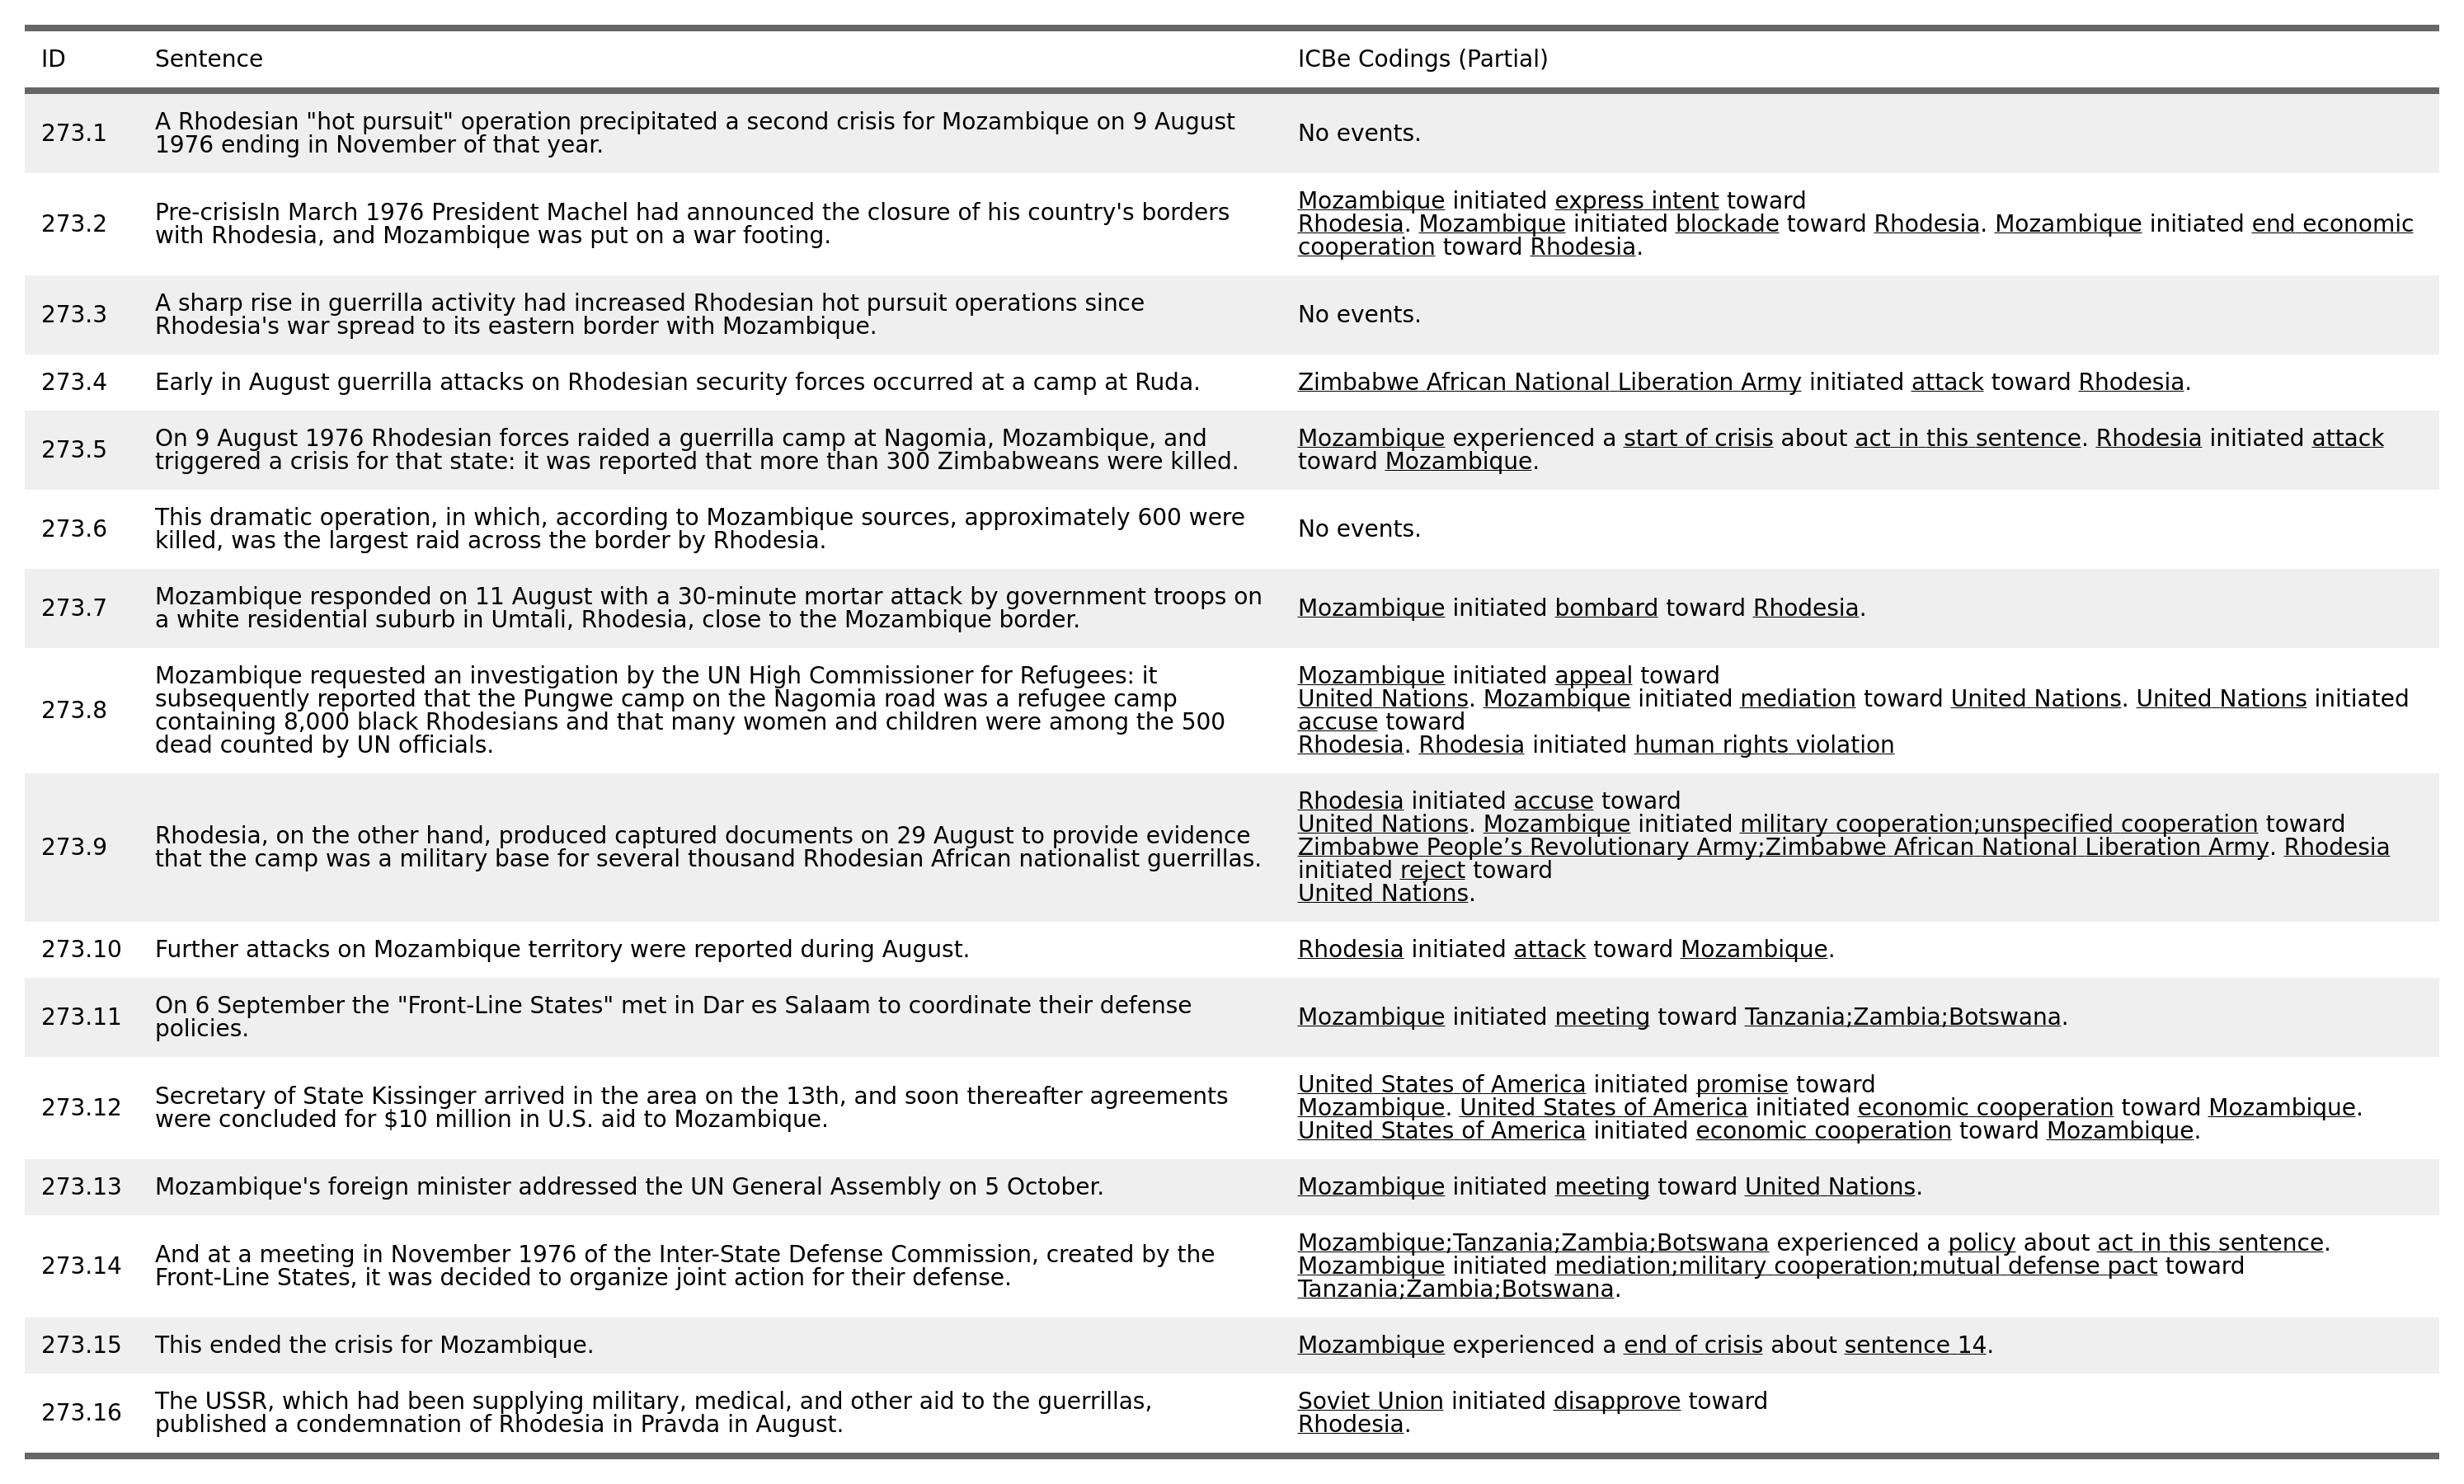 ID Sentence ICBe Codings (Partial)
273.1 A Rhodesian "hot pursuit" operation precipitated a second crisis for Mozambique on 9 August
1976 ending in November of that year.
No events.
273.2 Pre-crisisIn March 1976 President Machel had announced the closure of his country's borders
with Rhodesia, and Mozambique was put on a war footing.
Mozambique initiated express intent toward
Rhodesia. Mozambique initiated blockade toward Rhodesia. Mozambique initiated end economic
cooperation toward Rhodesia.
273.3 A sharp rise in guerrilla activity had increased Rhodesian hot pursuit operations since
Rhodesia's war spread to its eastern border with Mozambique.
No events.
273.4 Early in August guerrilla attacks on Rhodesian security forces occurred at a camp at Ruda.
Zimbabwe African National Liberation Army initiated attack toward Rhodesia.
273.5 On 9 August 1976 Rhodesian forces raided a guerrilla camp at Nagomia, Mozambique, and
triggered a crisis for that state: it was reported that more than 300 Zimbabweans were killed.
Mozambique experienced a start of crisis about act in this sentence. Rhodesia initiated attack
toward Mozambique.
273.6 This dramatic operation, in which, according to Mozambique sources, approximately 600 were
killed, was the largest raid across the border by Rhodesia.
No events.
273.7 Mozambique responded on 11 August with a 30-minute mortar attack by government troops on
a white residential suburb in Umtali, Rhodesia, close to the Mozambique border.
Mozambique initiated bombard toward Rhodesia.
273.8 Mozambique requested an investigation by the UN High Commissioner for Refugees: it
subsequently reported that the Pungwe camp on the Nagomia road was a refugee camp
containing 8,000 black Rhodesians and that many women and children were among the 500
dead counted by UN officials.
Mozambique initiated appeal toward
United Nations. Mozambique initiated mediation toward United Nations. United Nations initiated
accuse toward
Rhodesia. Rhodesia initiated human rights violation
273.9 Rhodesia, on the other hand, produced captured documents on 29 August to provide evidence
that the camp was a military base for several thousand Rhodesian African nationalist guerrillas.
Rhodesia initiated accuse toward
United Nations. Mozambique initiated military cooperation;unspecified cooperation toward
Zimbabwe People’s Revolutionary Army;Zimbabwe African National Liberation Army. Rhodesia
initiated reject toward
United Nations.
273.10 Further attacks on Mozambique territory were reported during August.
Rhodesia initiated attack toward Mozambique.
273.11 On 6 September the "Front-Line States" met in Dar es Salaam to coordinate their defense
policies.
Mozambique initiated meeting toward Tanzania;Zambia;Botswana.
273.12 Secretary of State Kissinger arrived in the area on the 13th, and soon thereafter agreements
were concluded for $10 million in U.S. aid to Mozambique.
United States of America initiated promise toward
Mozambique. United States of America initiated economic cooperation toward Mozambique.
United States of America initiated economic cooperation toward Mozambique.
273.13 Mozambique's foreign minister addressed the UN General Assembly on 5 October.
Mozambique initiated meeting toward United Nations.
273.14 And at a meeting in November 1976 of the Inter-State Defense Commission, created by the
Front-Line States, it was decided to organize joint action for their defense.
Mozambique;Tanzania;Zambia;Botswana experienced a policy about act in this sentence.
Mozambique initiated mediation;military cooperation;mutual defense pact toward
Tanzania;Zambia;Botswana.
273.15 This ended the crisis for Mozambique.
Mozambique experienced a end of crisis about sentence 14.
273.16 The USSR, which had been supplying military, medical, and other aid to the guerrillas,
published a condemnation of Rhodesia in Pravda in August.
Soviet Union initiated disapprove toward
Rhodesia.